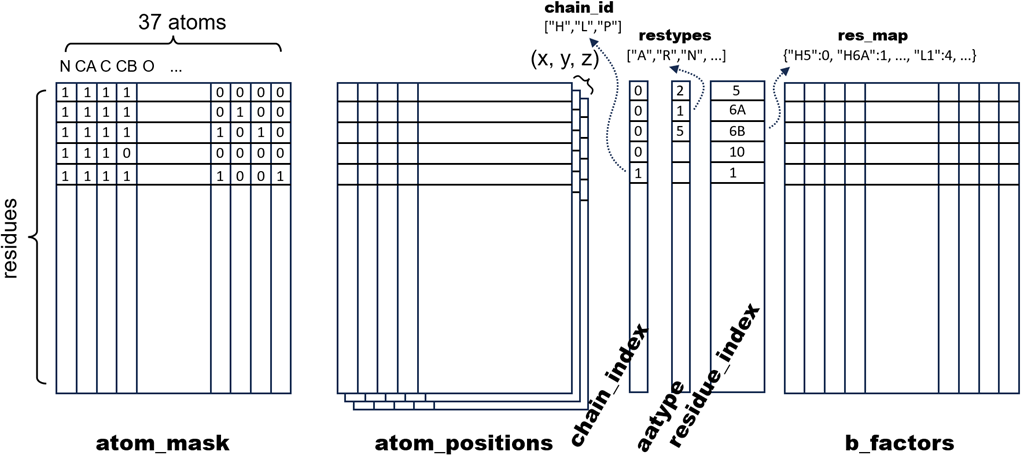 37 atoms
N CA C CB O ...
residues
1 1 1 1 0 0 0 0
1 1 1 1 0 1 0 0
1 1 1 1 1 0 1 0
1 1 1 0 0 0 0 0
1 1 1 1 1 0 0 1
atom_mask
(x, y, z)
atom_positions
chain_id
["H","L","P"]
0
0
0
0
1
chain_index
restypes
["A","R","N", ...]
2
1
5
aatype
5
6A
6B
10
1
residue_index
res_map
{"H5":0, "H6A":1, ..., "L1":4, ...}
b_factors